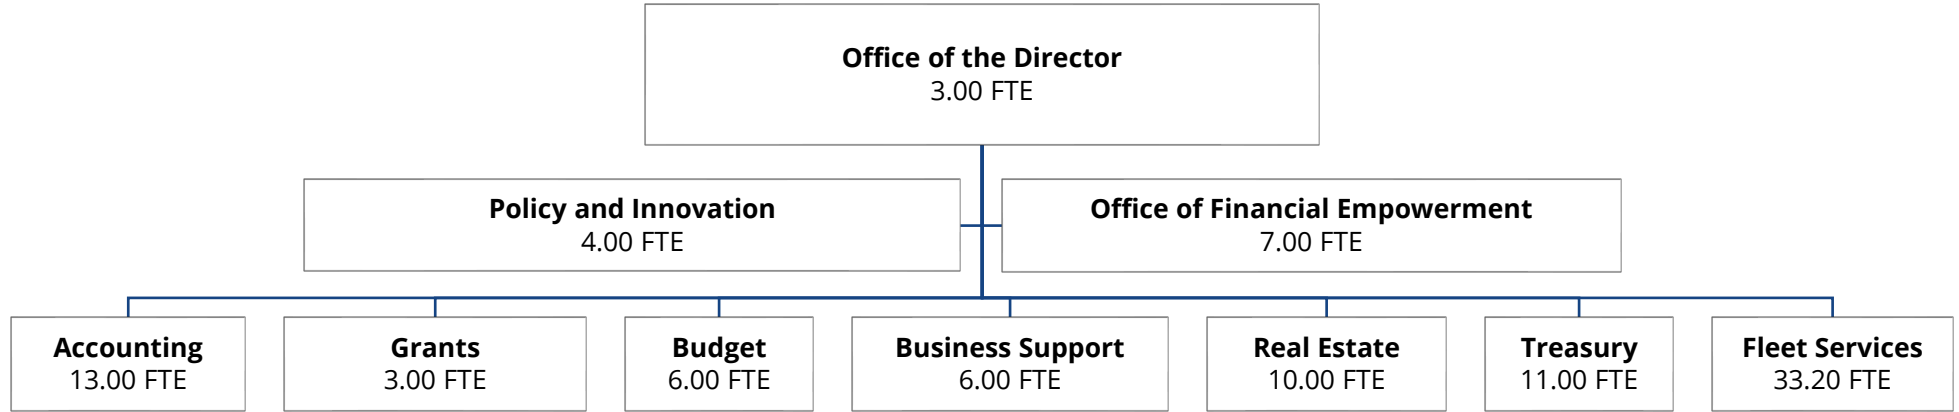 Office of the Director
3.00 FTE
Policy and Innovation
4.00 FTE
Office of Financial Empowerment
7.00 FTE
Accounting
13.00 FTE
Grants
3.00 FTE
Budget
6.00 FTE
Business Support
6.00 FTE
Real Estate
10.00 FTE
Treasury
11.00 FTE
Fleet Services
33.20 FTE